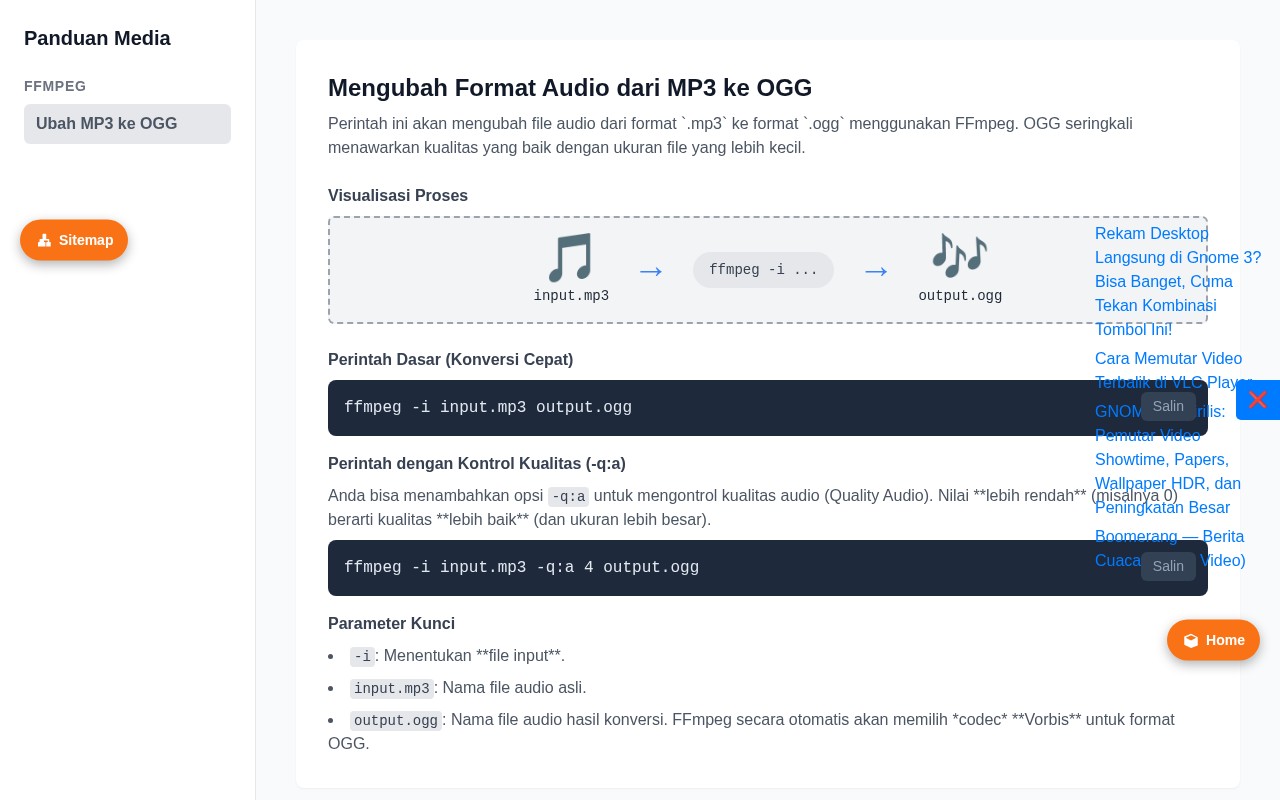 Panduan Media
FFMPEG
Ubah MP3 ke OGG
Sitemap
Mengubah Format Audio dari MP3 ke OGG
Perintah ini akan mengubah file audio dari format `.mp3` ke format `.ogg` menggunakan FFmpeg. OGG seringkali
menawarkan kualitas yang baik dengan ukuran file yang lebih kecil.
Visualisasi Proses
input.mp3
→
ffmpeg -i ...
→
output.ogg
Perintah Dasar (Konversi Cepat)
ffmpeg -i input.mp3 output.ogg
Salin
Perintah dengan Kontrol Kualitas (-q:a)
Anda bisa menambahkan opsi -q:a untuk mengontrol kualitas audio (Quality Audio). Nilai **lebih rendah** (misalnya 0)
berarti kualitas **lebih baik** (dan ukuran lebih besar).
ffmpeg -i input.mp3 -q:a 4 output.ogg
Salin
Parameter Kunci
-i: Menentukan **file input**.
input.mp3: Nama file audio asli.
output.ogg: Nama file audio hasil konversi. FFmpeg secara otomatis akan memilih *codec* **Vorbis** untuk format
OGG.
Rekam Desktop
Langsung di Gnome 3?
Bisa Banget, Cuma
Tekan Kombinasi
Tombol Ini!
Cara Memutar Video
Terbalik di VLC Player
Pemutar Video
Showtime, Papers,
Wallpaper HDR, dan
Peningkatan Besar
Boomerang — Berita
Cuaca Video)
Home